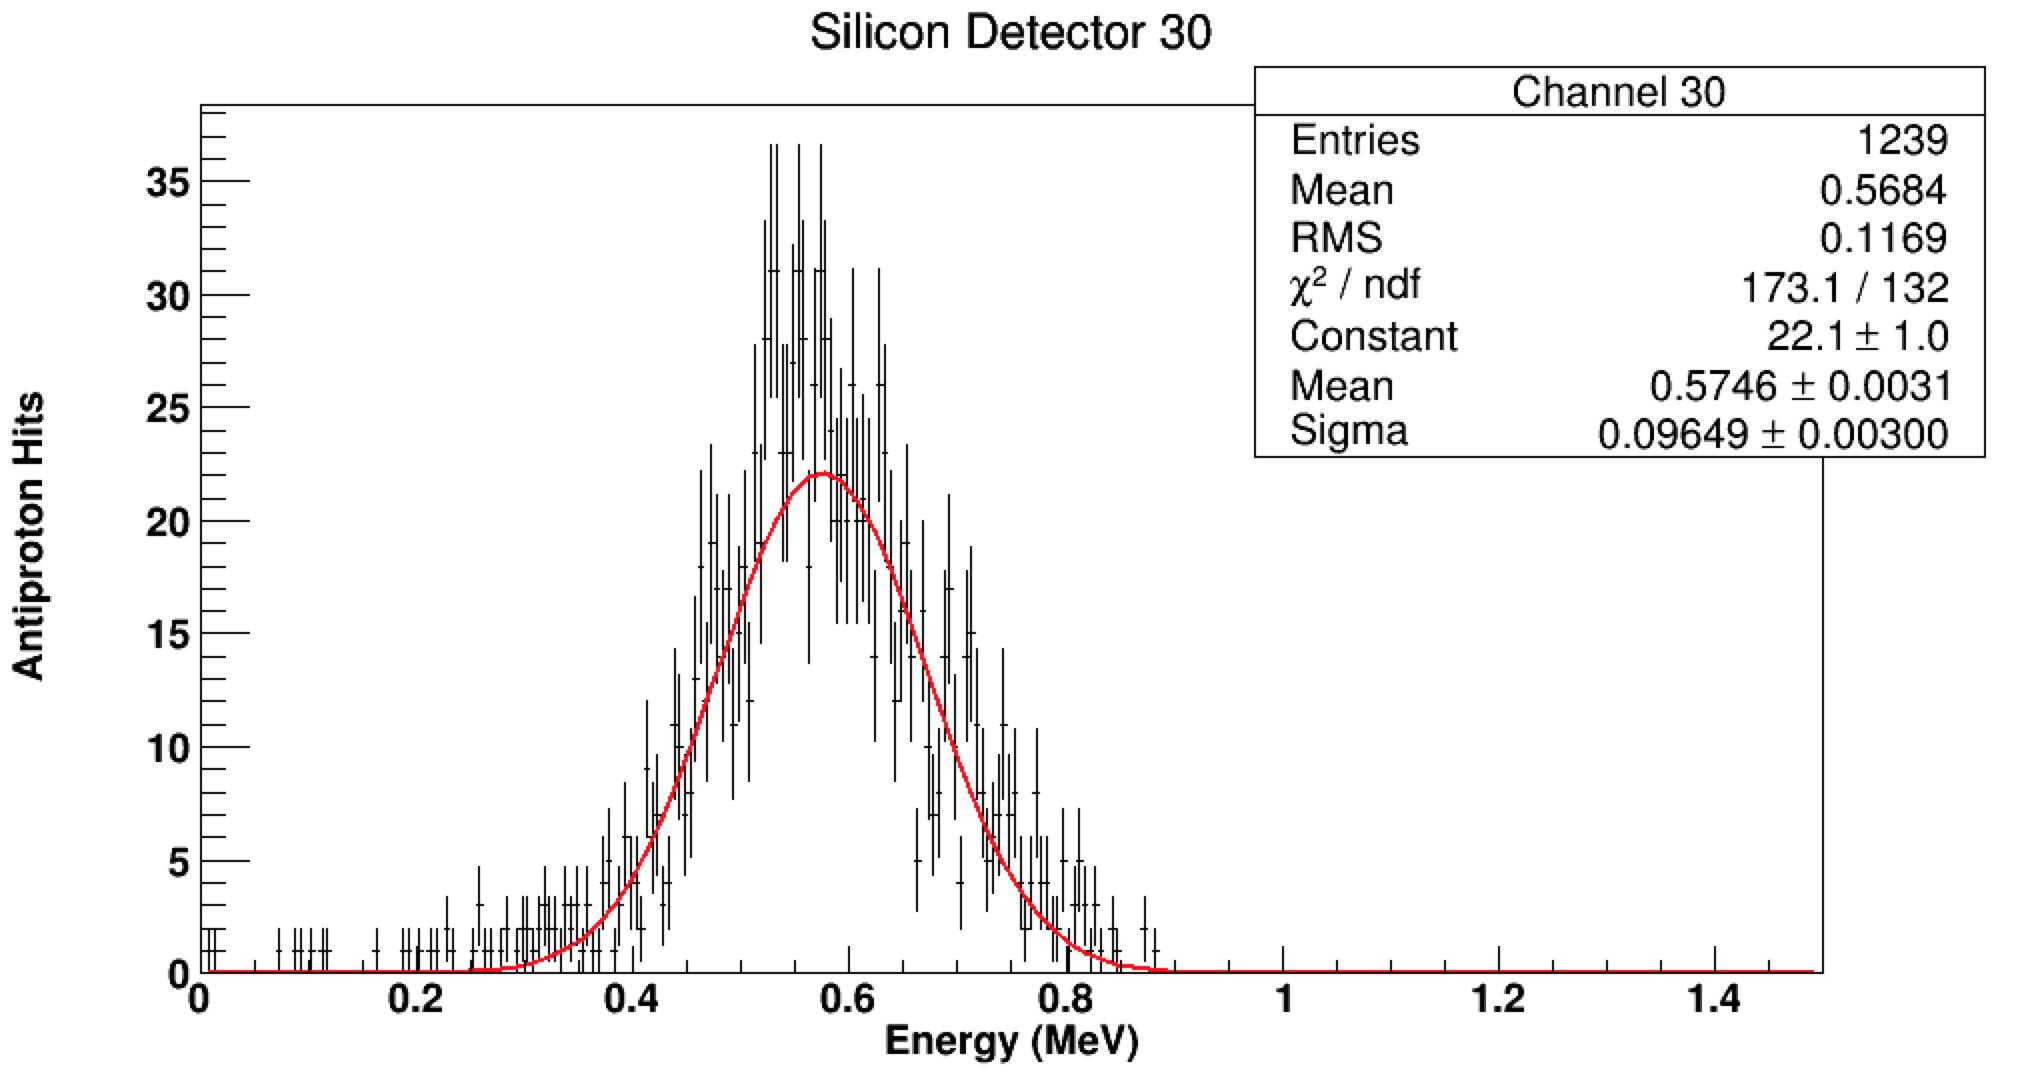 Silicon Detector 30
Channel 30
Entries 1239
Mean 0.5684
RMS 0.1169
χ² / ndf 173.1 / 132
Constant 22.1 ± 1.0
Mean 0.5746 ± 0.0031
Sigma 0.09649 ± 0.00300
Antiproton Hits
35
30
25
20
15
10
5
0
0 0.2 0.4 0.6 0.8 1 1.2 1.4
Energy (MeV)